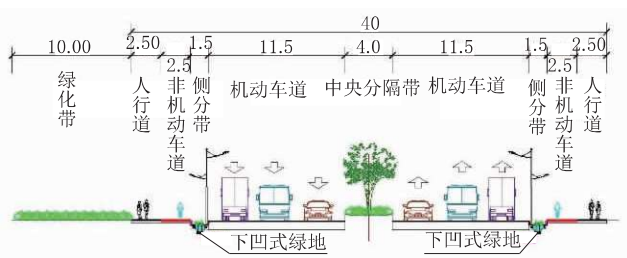 40
10.00 2.50 1.5 11.5 4.0 11.5 1.5 2.50
2.5 2.5
绿化带
人行道
非机动车道
侧分带
机动车道
中央分隔带
机动车道
侧分带
非机动车道
人行道
下凹式绿地
下凹式绿地